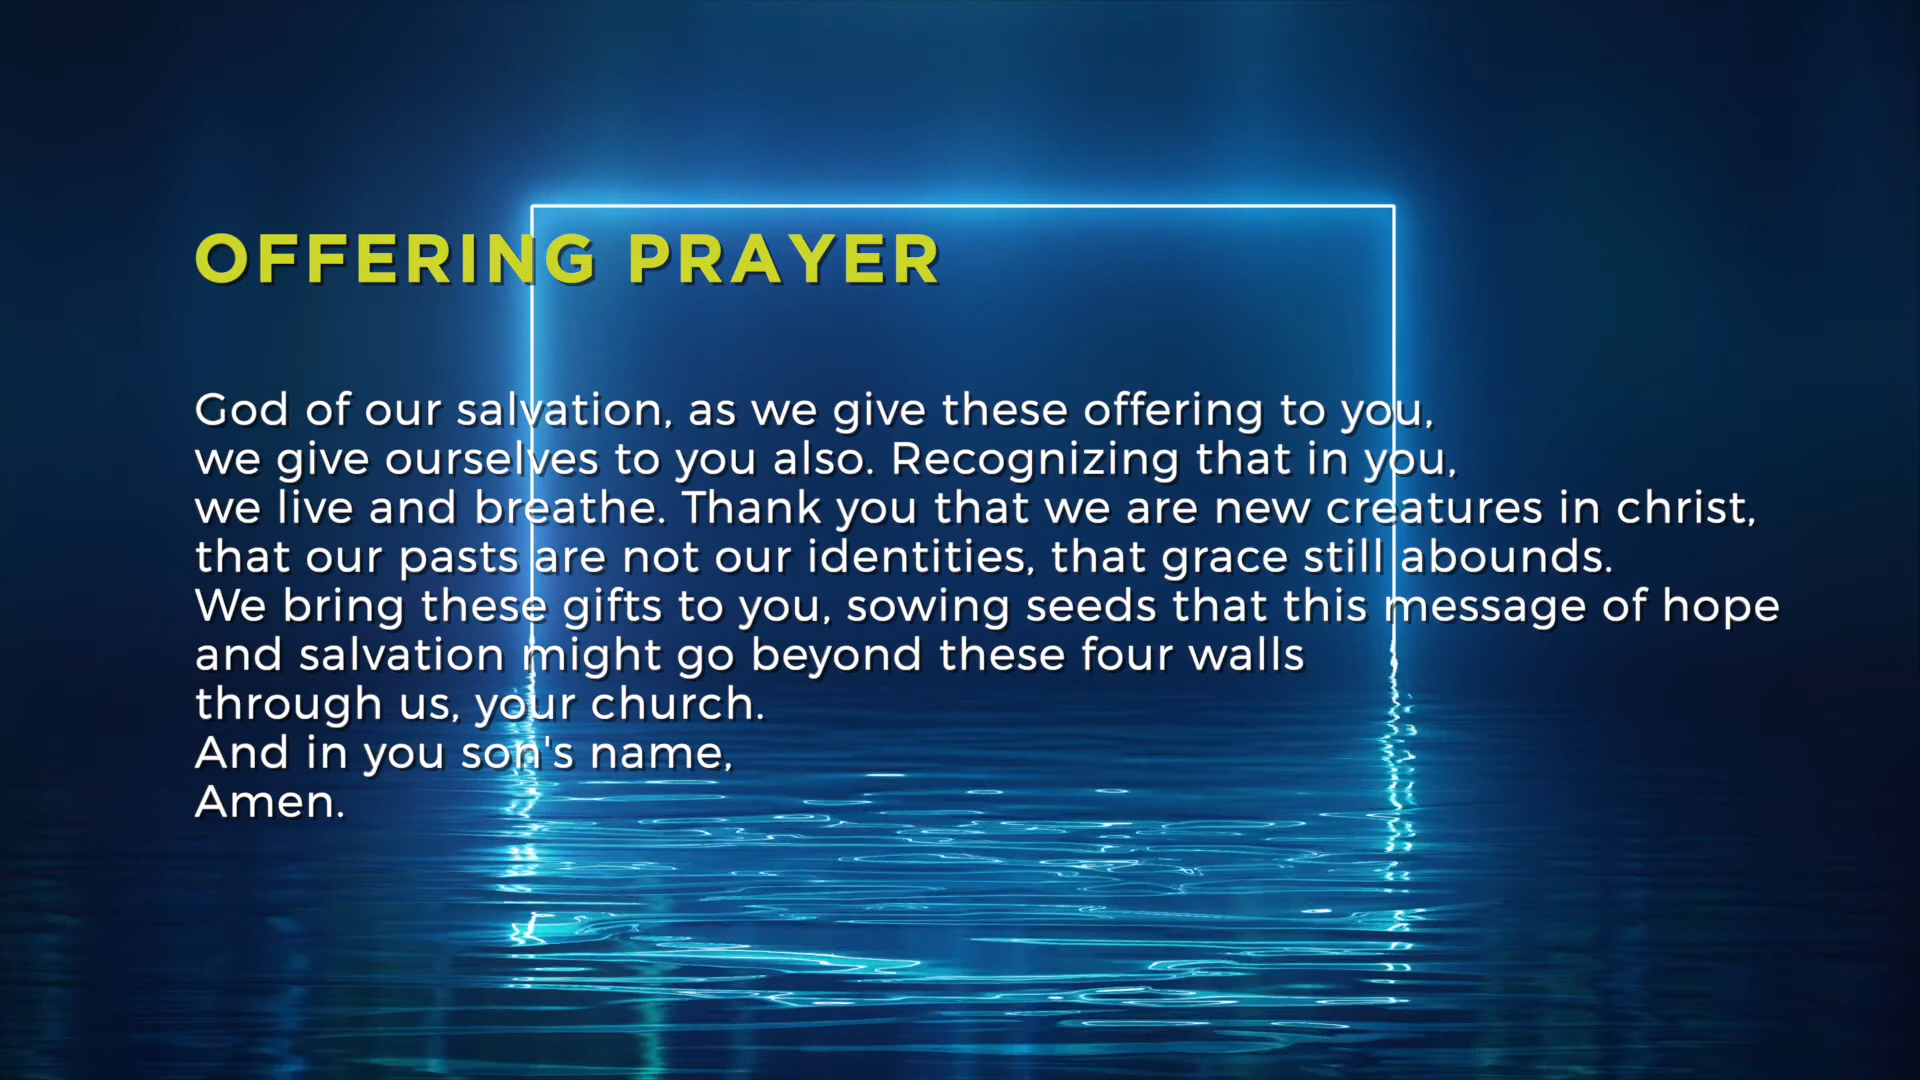 OFFERING PRAYER
God of our salvation, as we give these offering to you,
we give ourselves to you also. Recognizing that in you,
we live and breathe. Thank you that we are new creatures in christ,
that our pasts are not our identities, that grace still abounds.
We bring these gifts to you, sowing seeds that this message of hope
and salvation might go beyond these four walls
through us, your church.
And in you son's name,
Amen.